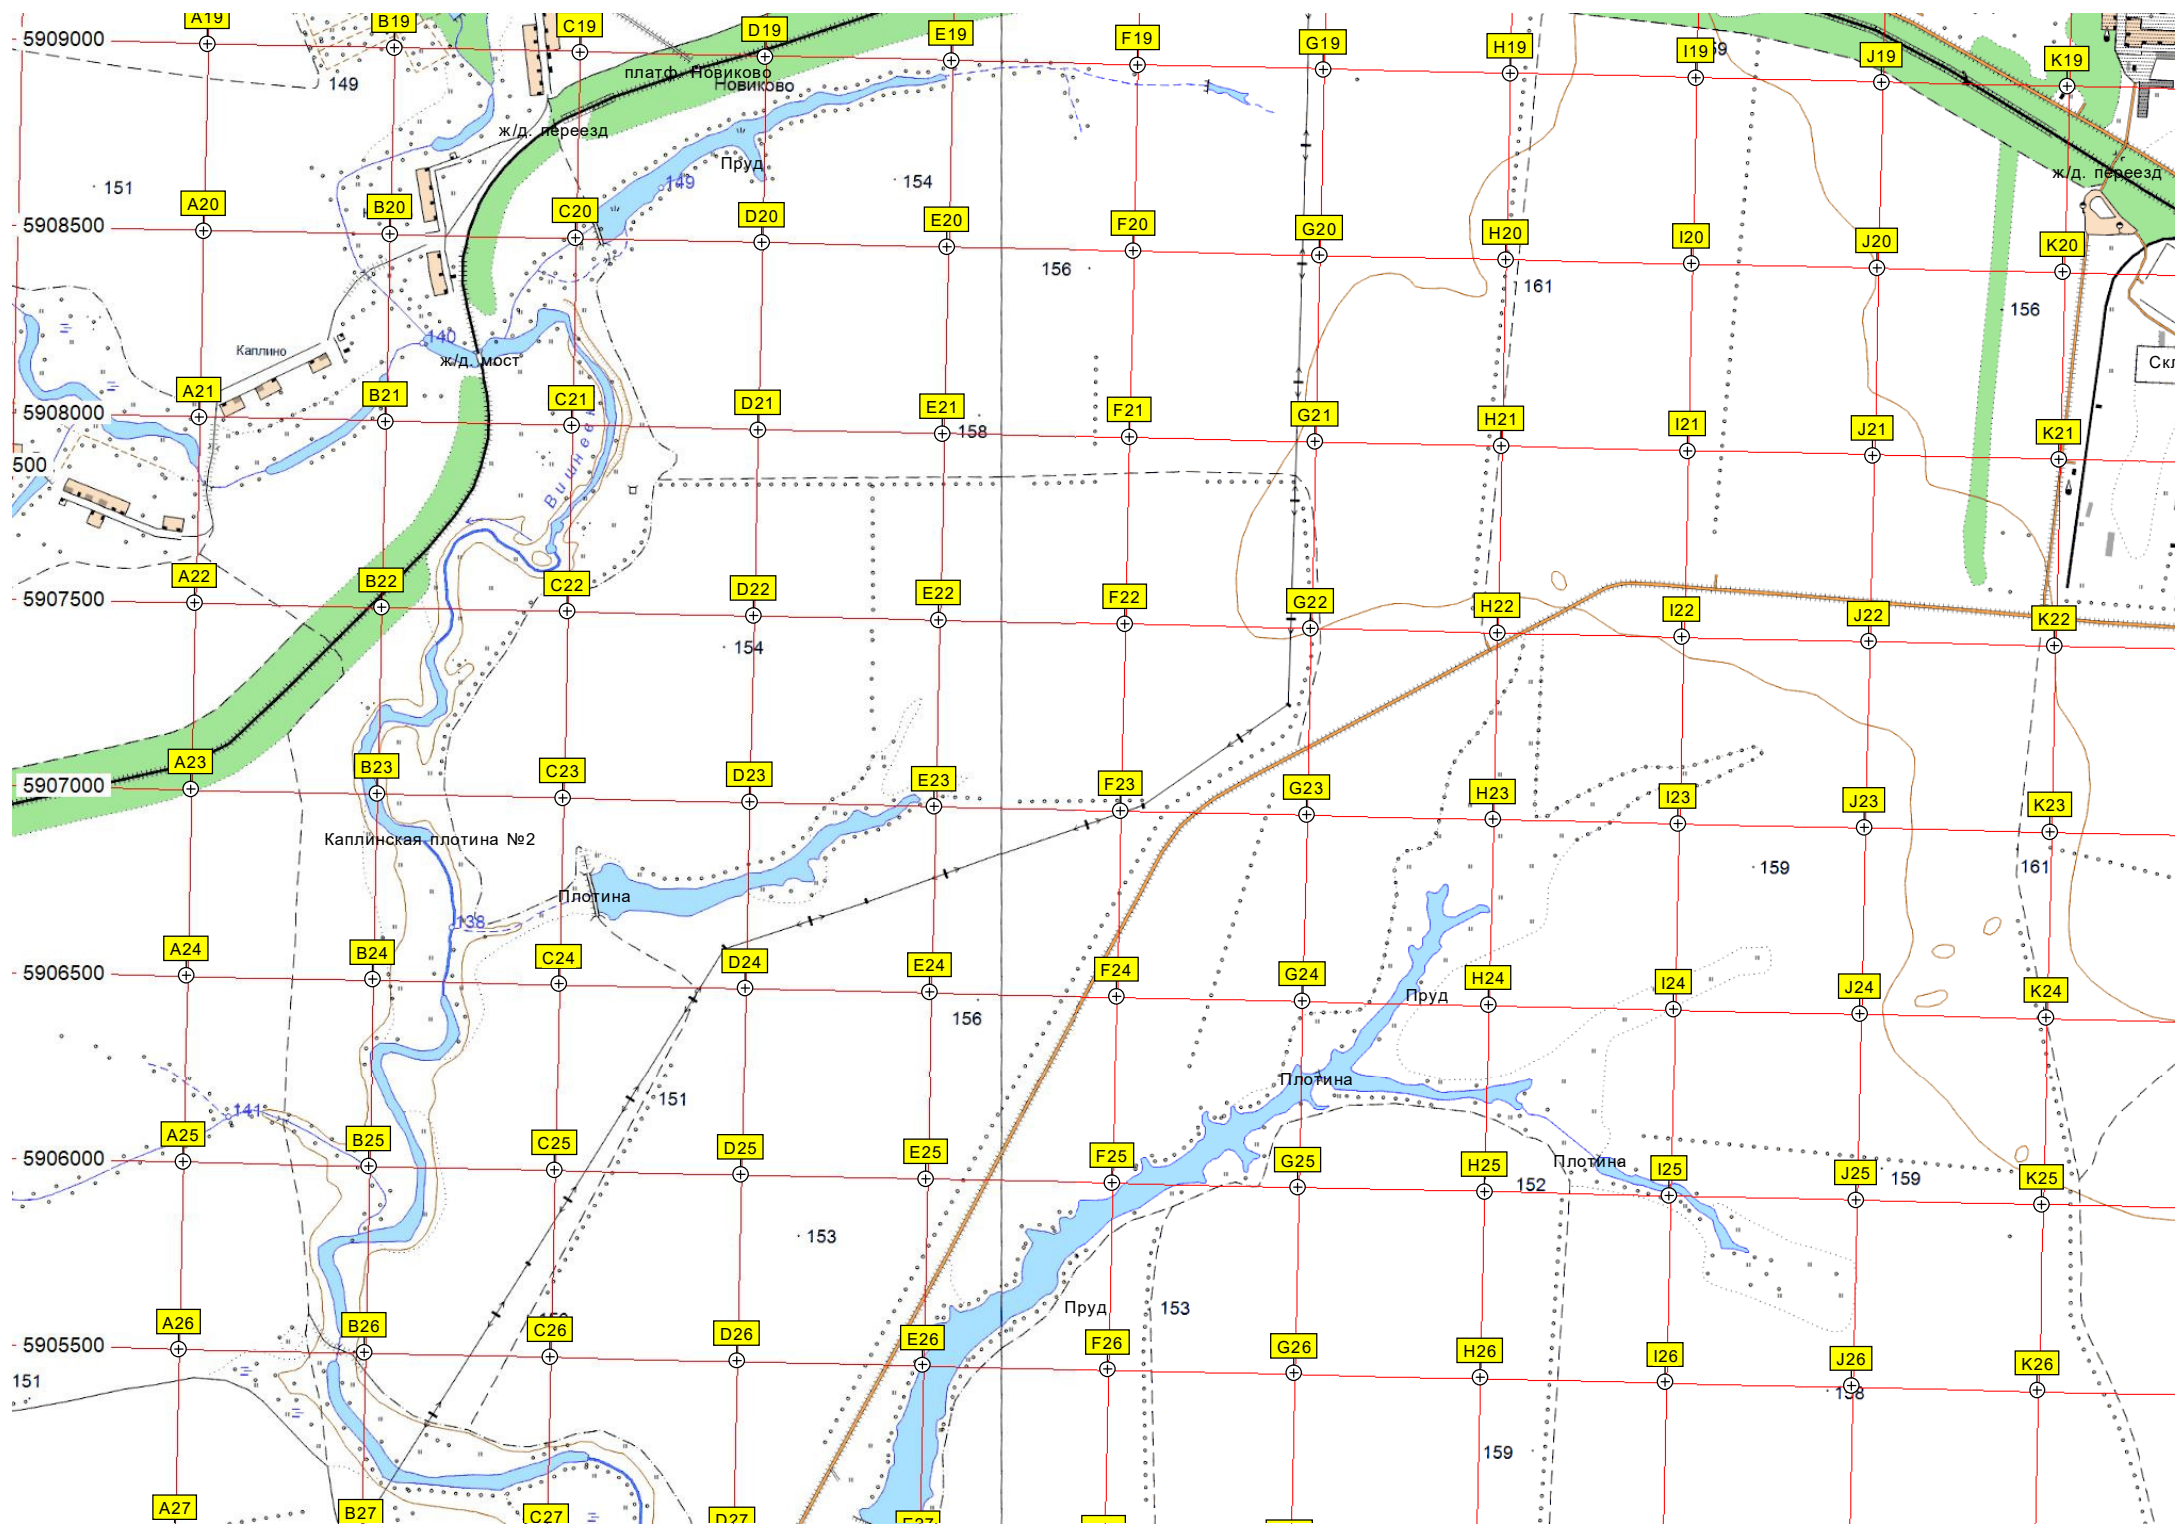 A19 B19 C19 D19 E19 F19 G19 H19 I19 J19 K19
5909000
149
платф. Новиково
Новиково
ж/д. переезд
Пруд
149
151
154
ж/д. переезд
A20 B20 C20 D20 E20 F20 G20 H20 I20 J20 K20
5908500
156
161
156
140
Каплино
ж/д. мост
A21 B21 C21 D21 E21 F21 G21 H21 I21 J21 K21
5908000
158
500
A22 B22 C22 D22 E22 F22 G22 H22 I22 J22 K22
5907500
154
A23 B23 C23 D23 E23 F23 G23 H23 I23 J23 K23
5907000
Каплинская плотина №2
159
161
Плотина
138
A24 B24 C24 D24 E24 F24 G24 H24 I24 J24 K24
5906500
Пруд
156
Плотина
151
141
A25 B25 C25 D25 E25 F25 G25 H25 I25 J25 K25
5906000
Плотина
152
159
153
Пруд
153
A26 B26 C26 D26 E26 F26 G26 H26 I26 J26 K26
5905500
151
158
159
A27 B27 C27 D27 E27